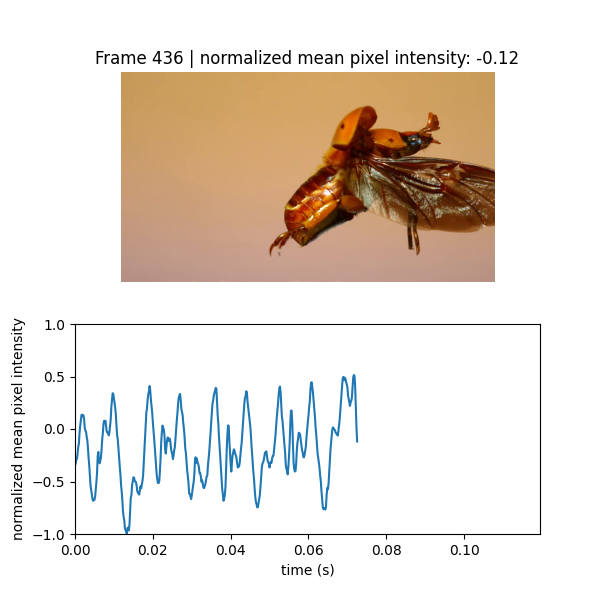 Frame 436 | normalized mean pixel intensity: -0.12
1.0
0.5
0.0
−0.5
−1.0
normalized mean pixel intensity
0.00 0.02 0.04 0.06 0.08 0.10
time (s)